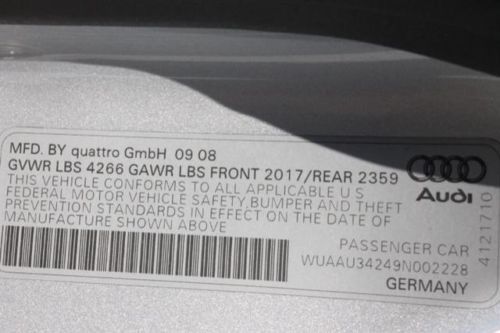 MFD. BY quattro GmbH 09 08
GVWR LBS 4266 GAWR LBS FRONT 2017/REAR 2359
THIS VEHICLE CONFORMS TO ALL APPLICABLE U S
FEDERAL MOTOR VEHICLE SAFETY,BUMPER AND THEFT
PREVENTION STANDARDS IN EFFECT ON THE DATE OF
MANUFACTURE SHOWN ABOVE
Audi
4121710
PASSENGER CAR
WUAAU34249N002228
GERMANY